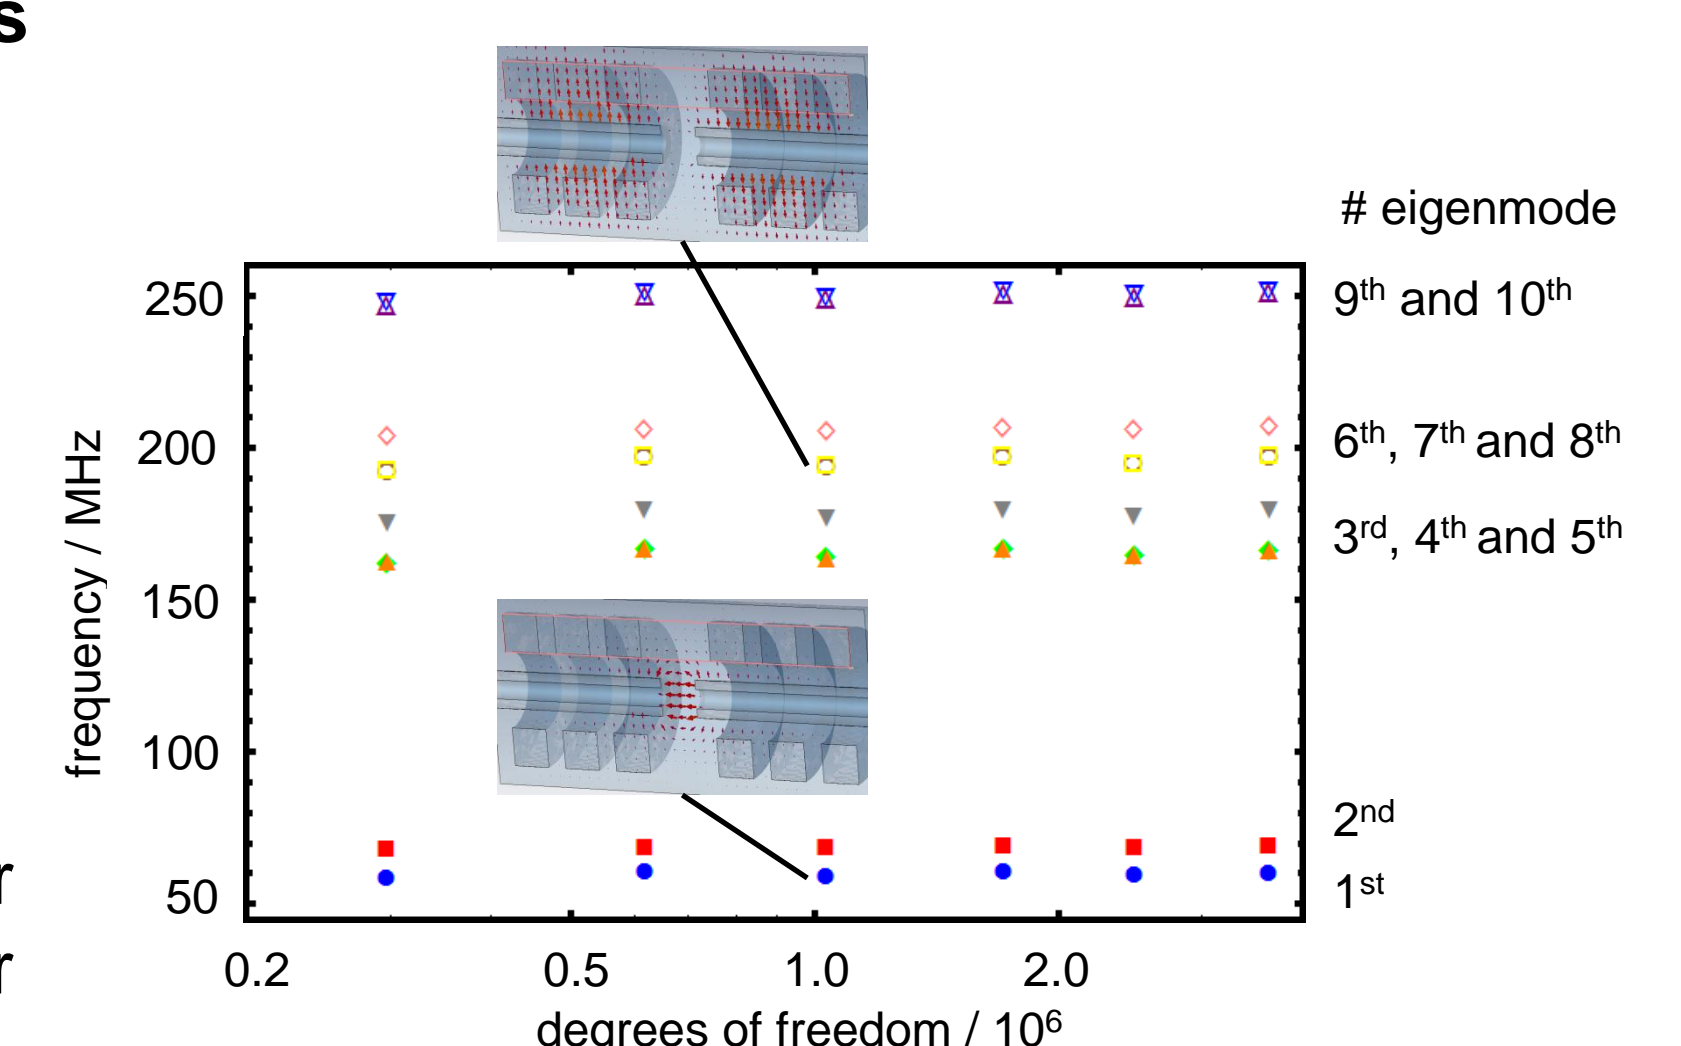 s
# eigenmode
250
9th and 10th
200
6th, 7th and 8th
3rd, 4th and 5th
150
100
2nd
50
1st
frequency / MHz
r
r
0.2 0.5 1.0 2.0
degrees of freedom / 10⁶